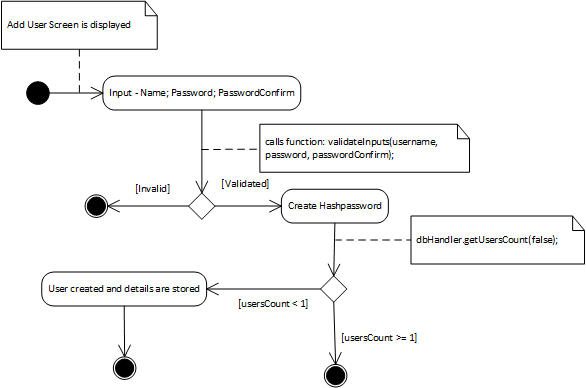 Add User Screen is displayed
Input - Name; Password; PasswordConfirm
calls function: validateInputs(username,
password, passwordConfirm);
[Invalid]
[Validated]
Create Hashpassword
dbHandler.getUsersCount(false);
User created and details are stored
[usersCount < 1]
[usersCount >= 1]